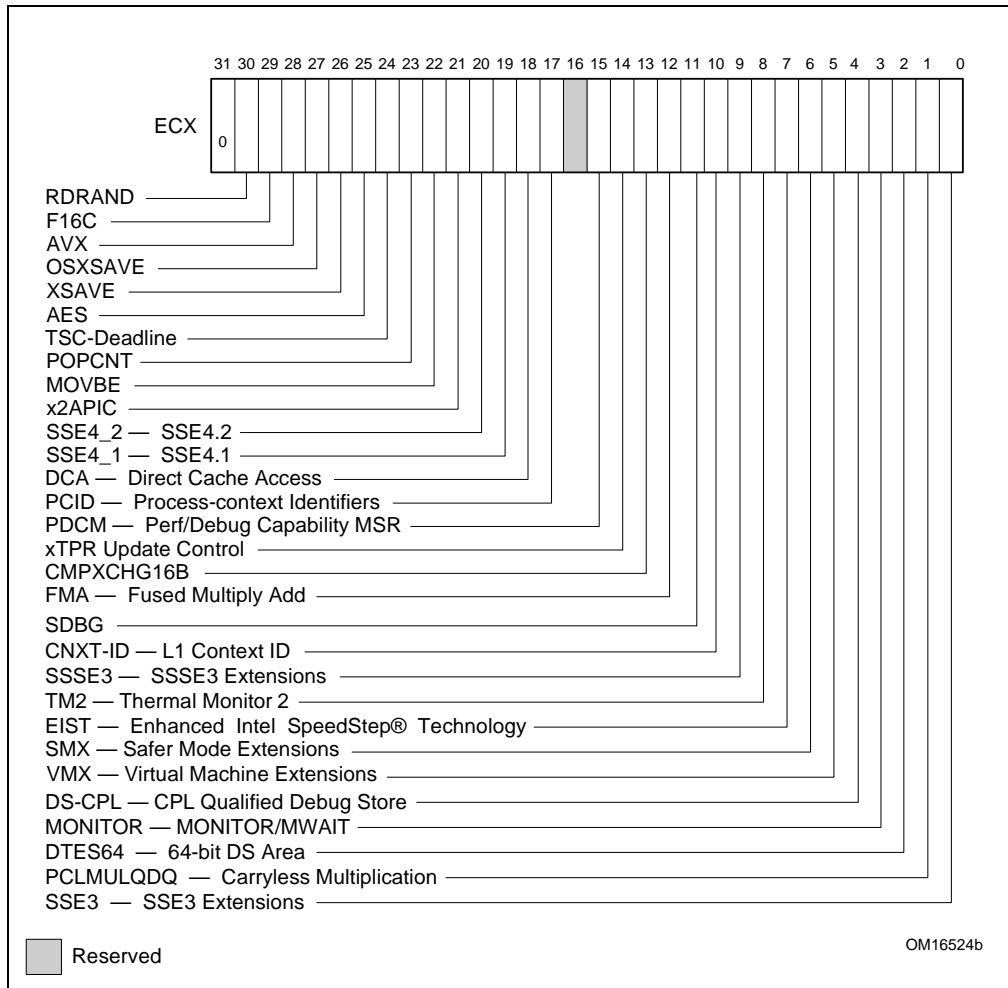 31 30 29 28 27 26 25 24 23 22 21 20 19 18 17 16 15 14 13 12 11 10 9 8 7 6 5 4 3 2 1 0
ECX
0
RDRAND
F16C
AVX
OSXSAVE
XSAVE
AES
TSC-Deadline
POPCNT
MOVBE
x2APIC
SSE4_2 — SSE4.2
SSE4_1 — SSE4.1
DCA — Direct Cache Access
PCID — Process-context Identifiers
PDCM — Perf/Debug Capability MSR
xTPR Update Control
CMPXCHG16B
FMA — Fused Multiply Add
SDBG
CNXT-ID — L1 Context ID
SSSE3 — SSSE3 Extensions
TM2 — Thermal Monitor 2
EIST — Enhanced Intel SpeedStep® Technology
SMX — Safer Mode Extensions
VMX — Virtual Machine Extensions
DS-CPL — CPL Qualified Debug Store
MONITOR — MONITOR/MWAIT
DTES64 — 64-bit DS Area
PCLMULQDQ — Carryless Multiplication
SSE3 — SSE3 Extensions
Reserved
OM16524b